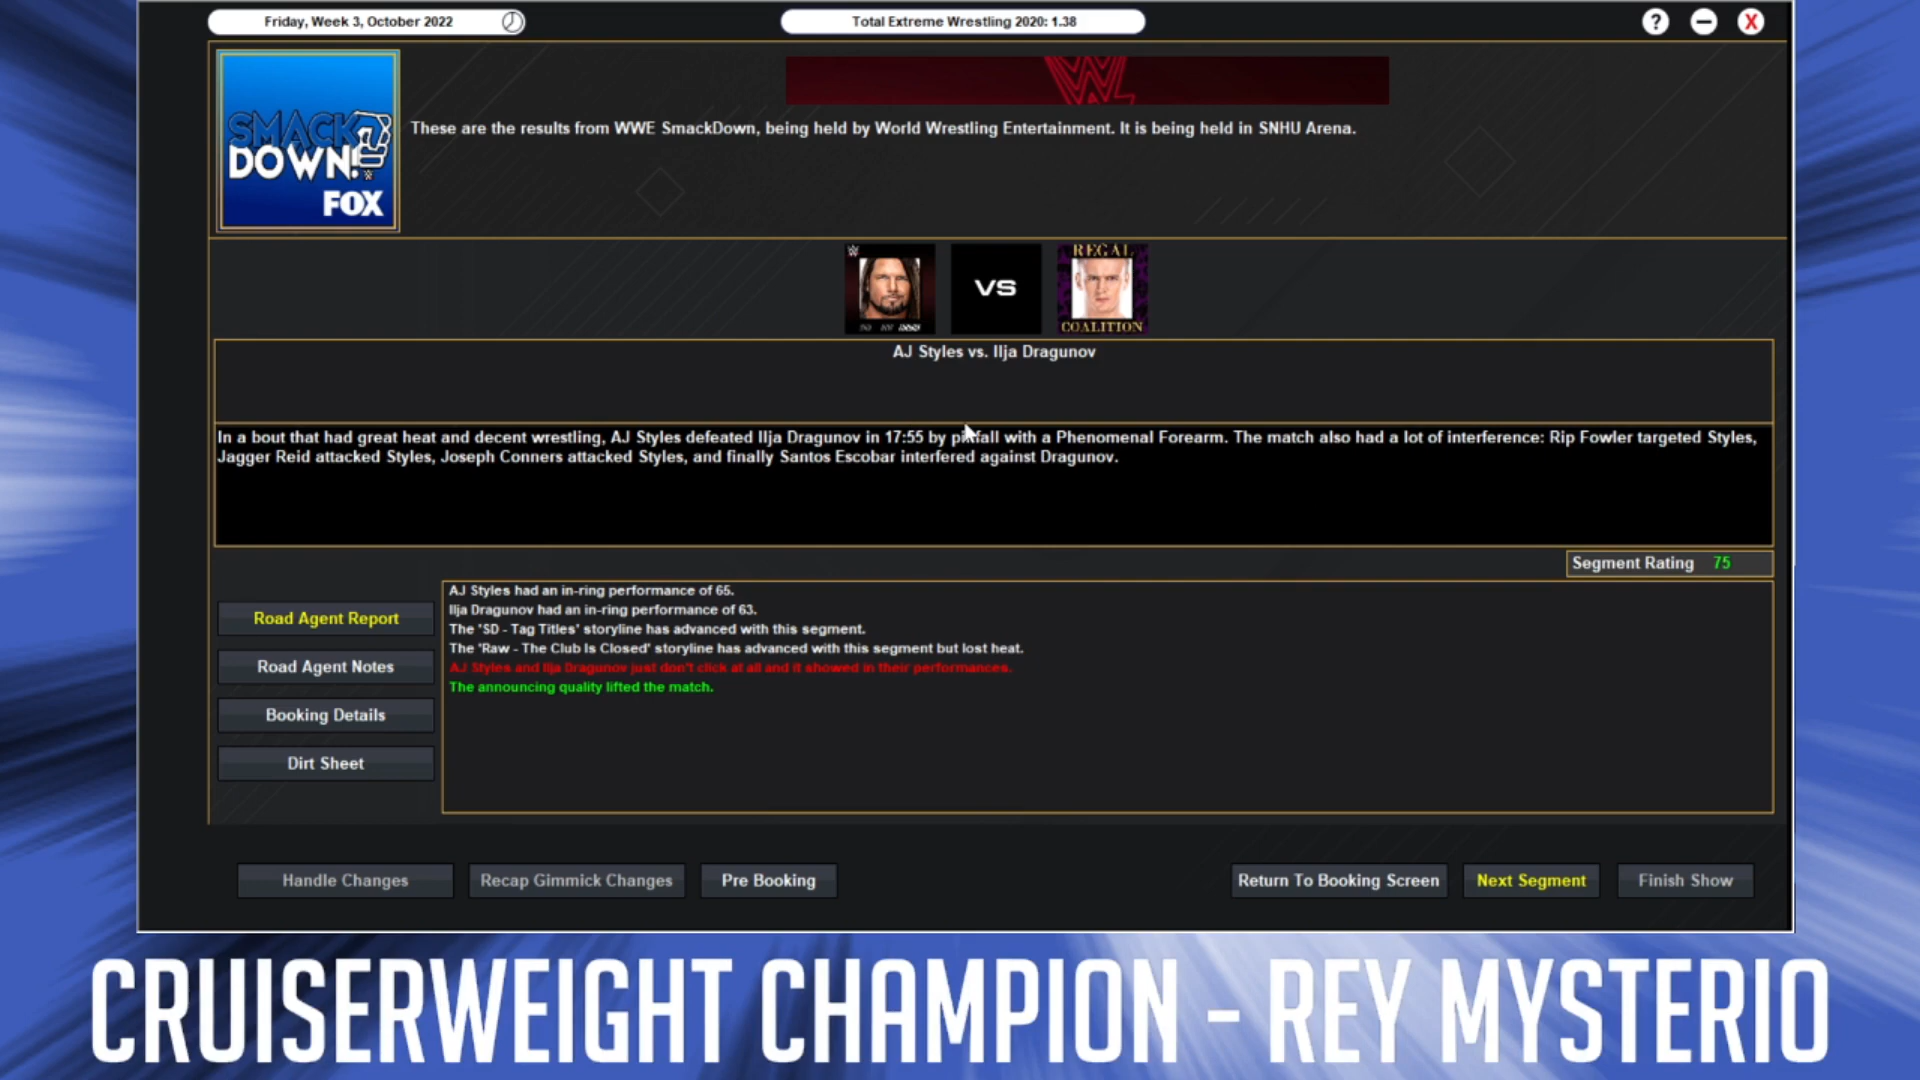 Friday, Week 3, October 2022
Total Extreme Wrestling 2020: 1.38
?
X
SMACK
DOWN!
FOX
These are the results from WWE SmackDown, being held by World Wrestling Entertainment. It is being held in SNHU Arena.
VS
REGAL
COALITION
AJ Styles vs. Ilja Dragunov
In a bout that had great heat and decent wrestling, AJ Styles defeated Ilja Dragunov in 17:55 by pinfall with a Phenomenal Forearm. The match also had a lot of interference: Rip Fowler targeted Styles,
Jagger Reid attacked Styles, Joseph Conners attacked Styles, and finally Santos Escobar interfered against Dragunov.
Segment Rating 75
Road Agent Report
Road Agent Notes
Booking Details
Dirt Sheet
AJ Styles had an in-ring performance of 65.
Ilja Dragunov had an in-ring performance of 63.
The 'SD - Tag Titles' storyline has advanced with this segment.
The 'Raw - The Club Is Closed' storyline has advanced with this segment but lost heat.
AJ Styles and Ilja Dragunov just don't click at all and it showed in their performances.
The announcing quality lifted the match.
Handle Changes
Recap Gimmick Changes
Pre Booking
Return To Booking Screen
Next Segment
Finish Show
CRUISERWEIGHT CHAMPION - REY MYSTERIO